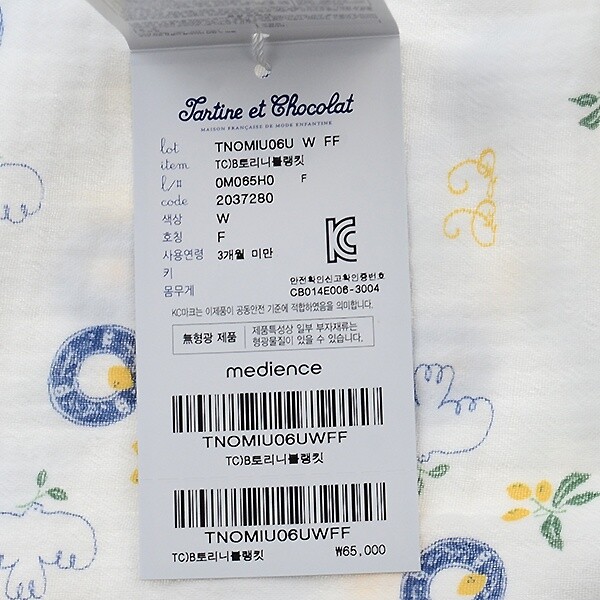 Tartine et Chocolat
MAISON FRANÇAISE DE MODE ENFANTINE
lot TNOMIU06U W FF
item TC)B토리니블랭킷
l/# 0M065H0 F
code 2037280
색상 W
호칭 F
사용연령 3개월 미만
키
몸무게
안전확인신고확인증번호
CB014E006-3004
KC마크는 이제품이 공동안전 기준에 적합하였음을 의미합니다.
無형광 제품 제품특성상 일부 부자재류는
형광물질이 있을 수 있습니다.
medience
TNOMIU06UWFF
TC)B토리니블랭킷
TNOMIU06UWFF
TC)B토리니블랭킷 ₩65,000